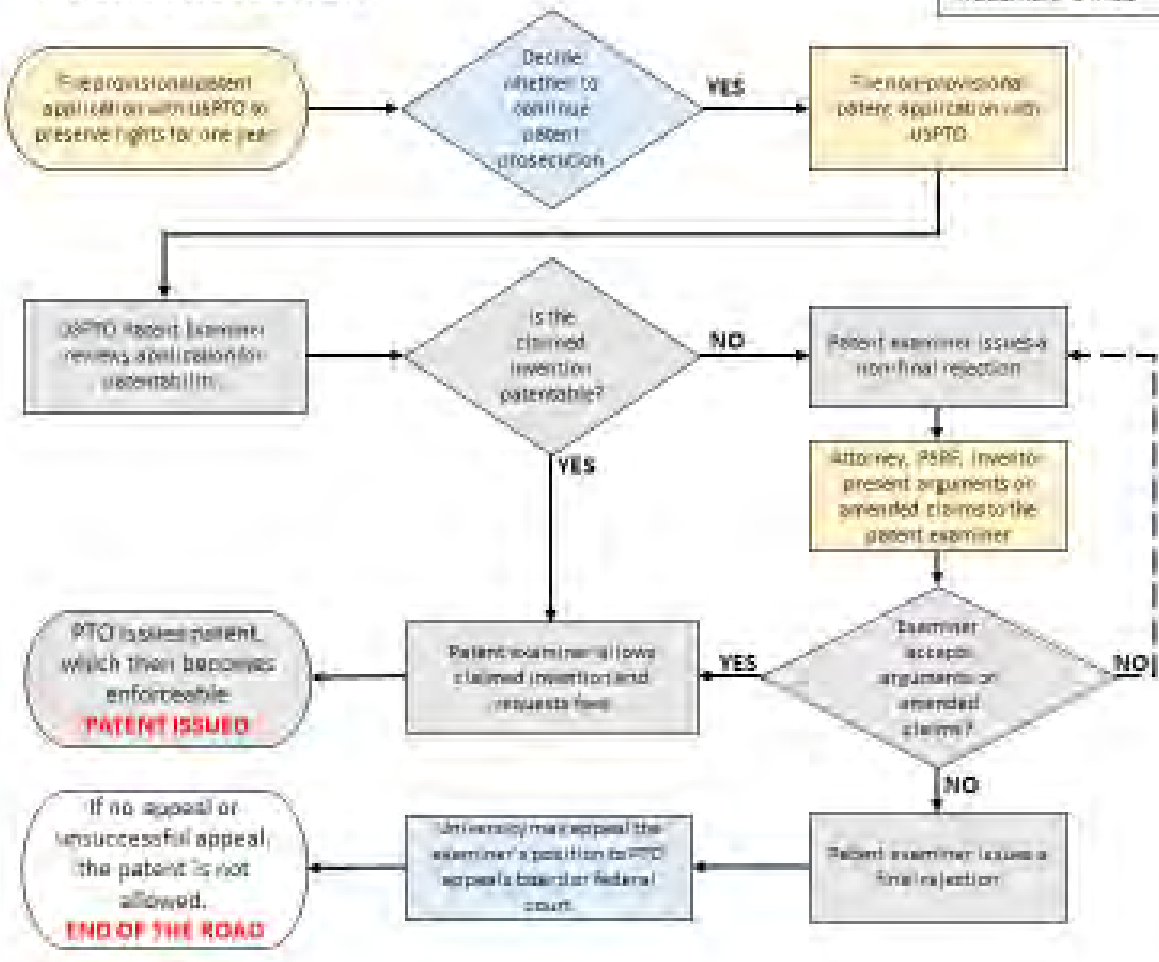 File provisional patent
application with USPTO to
preserve rights for one year
Decide
whether to
continue
patent
prosecution
YES
File non-provisional
patent application with
USPTO
USPTO Patent Examiner
reviews application for
patentability.
Is the
claimed
invention
patentable?
NO
Patent examiner issues a
non-final rejection
YES
Attorney, PSRF, Inventor
present arguments or
amended claims to the
patent examiner
PTO issues patent,
which then becomes
enforceable
PATENT ISSUED
Patent examiner allows
claimed invention and
requests fees
YES
Examiner
accepts
arguments or
amended
claims?
NO
NO
If no appeal or
unsuccessful appeal,
the patent is not
allowed.
END OF THE ROAD
University may appeal the
examiner's position to PTO
appeals board or federal
court.
Patent examiner issues a
final rejection